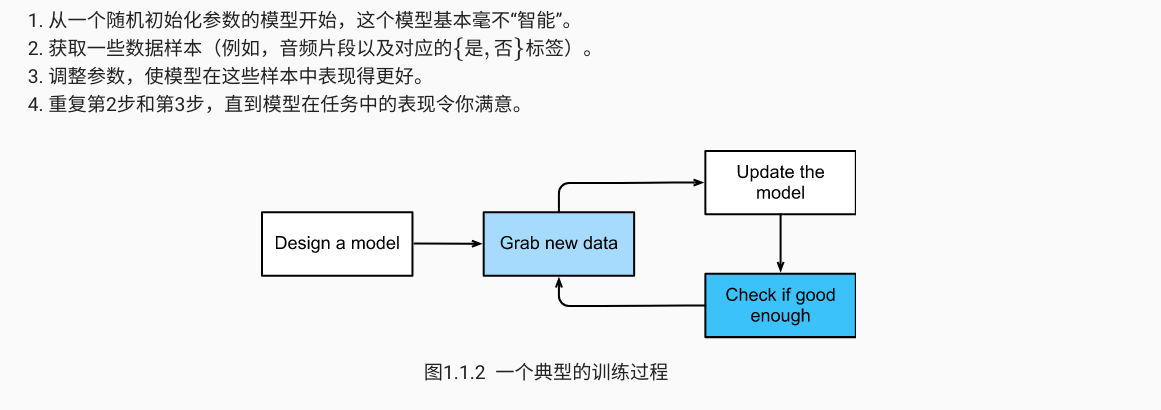 1. 从一个随机初始化参数的模型开始，这个模型基本毫不“智能”。
2. 获取一些数据样本（例如，音频片段以及对应的{是, 否}标签）。
3. 调整参数，使模型在这些样本中表现得更好。
4. 重复第2步和第3步，直到模型在任务中的表现令你满意。
Design a model
Grab new data
Update the
model
Check if good
enough
图1.1.2 一个典型的训练过程